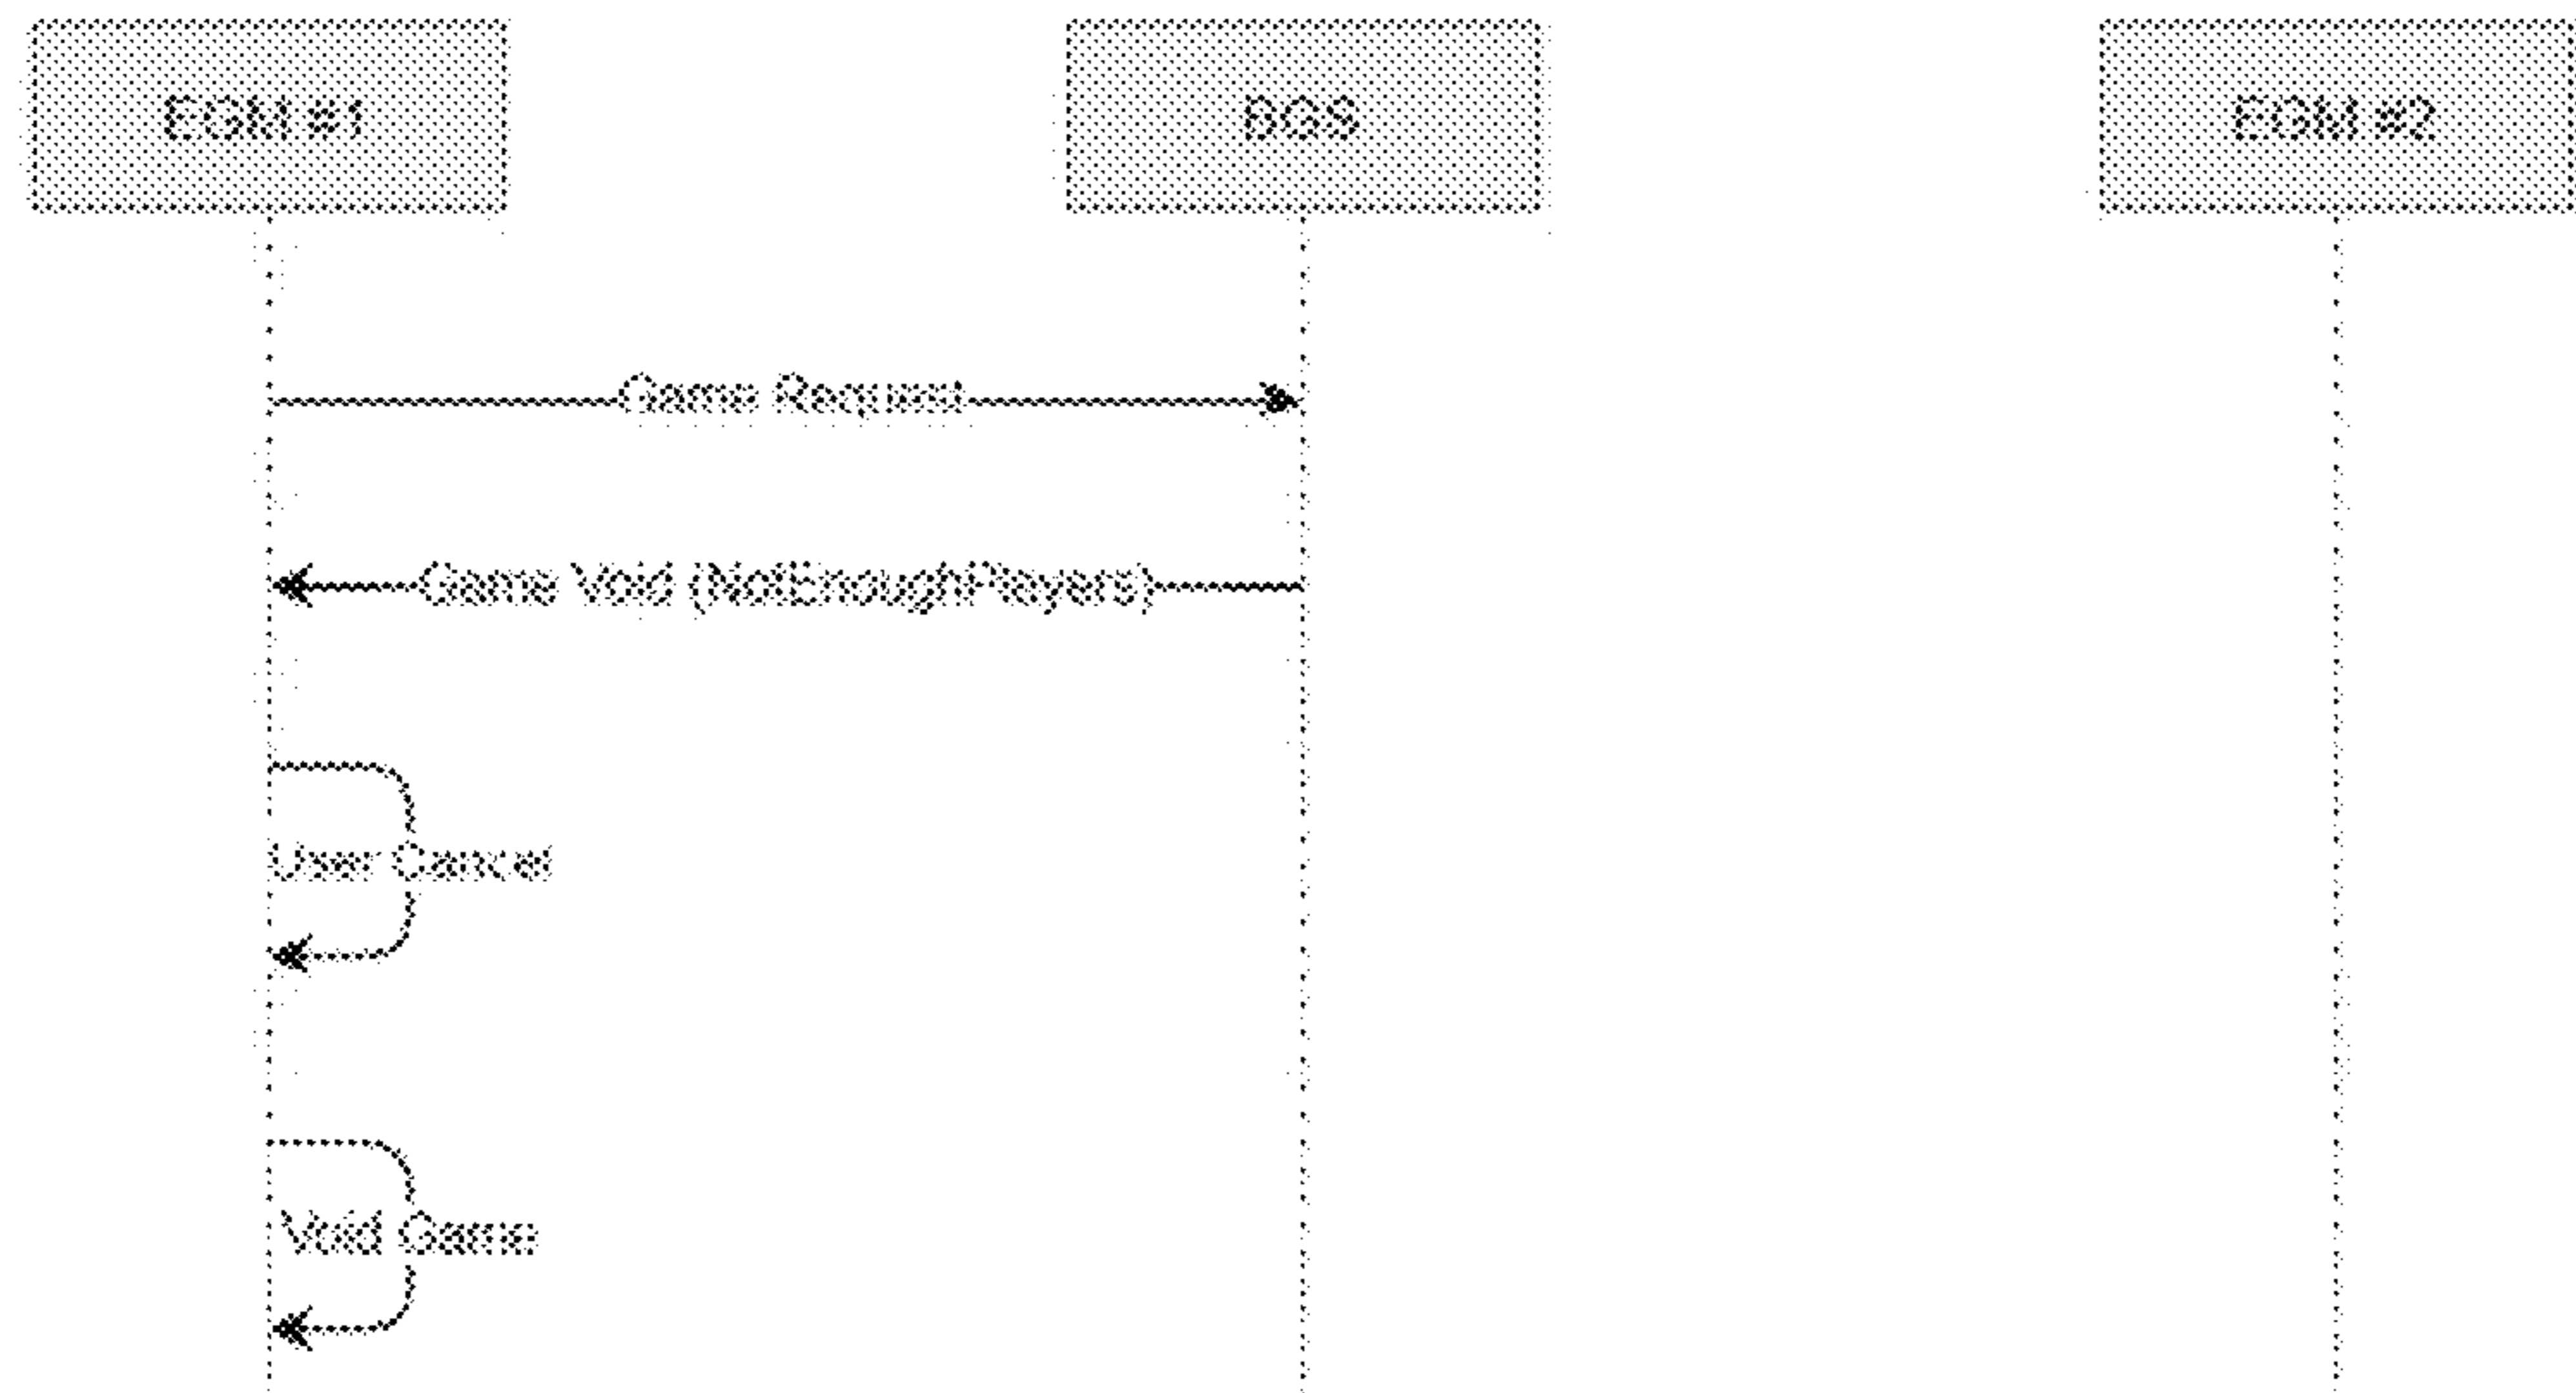 EGM #1
BGS
EGM #2
Game Request
Game Void (NotEnoughPlayers)
User Cancel
Void Game